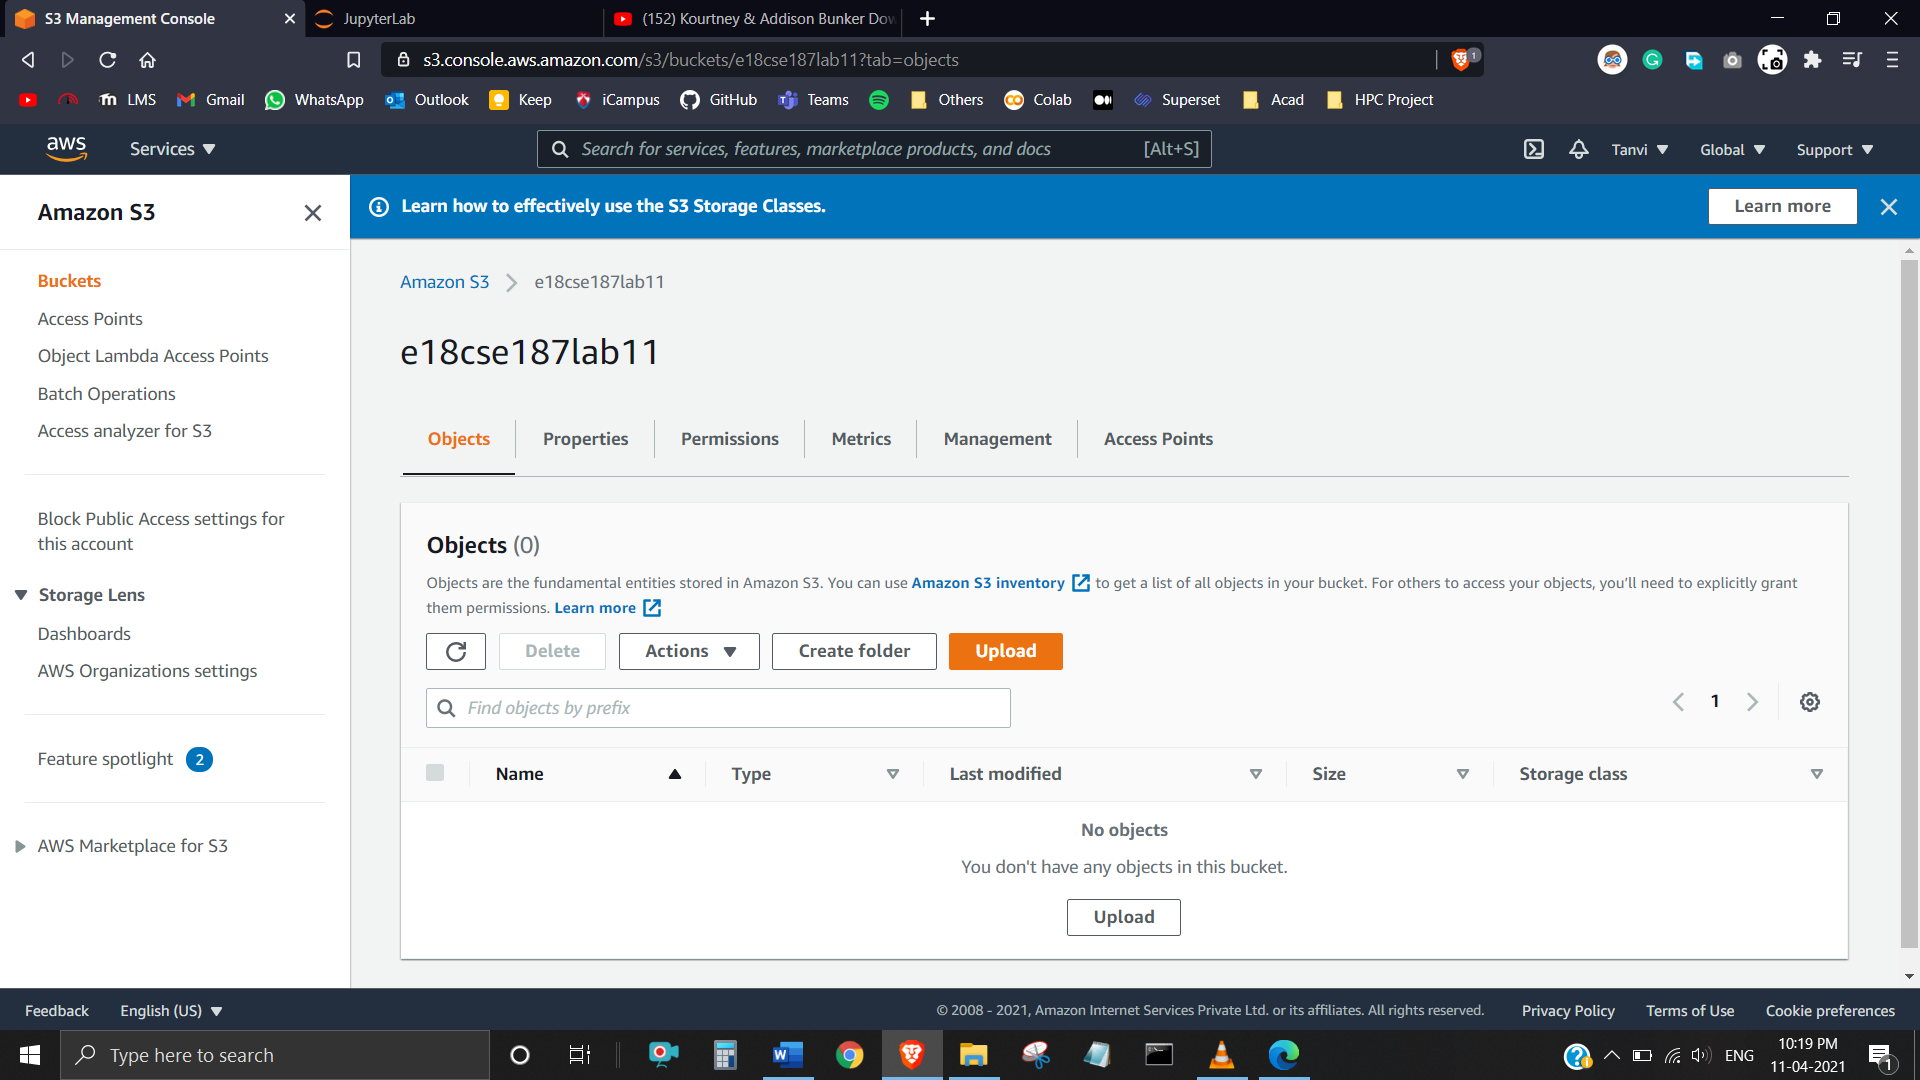 S3 Management Console
JupyterLab
(152) Kourtney & Addison Bunker Dow
s3.console.aws.amazon.com/s3/buckets/e18cse187lab11?tab=objects
1
LMS
Gmail
WhatsApp
Outlook
Keep
iCampus
GitHub
Teams
Others
Colab
Superset
Acad
HPC Project
aws
Services
Search for services, features, marketplace products, and docs
[Alt+S]
Tanvi
Global
Support
Amazon S3
Learn how to effectively use the S3 Storage Classes.
Learn more
Buckets
Access Points
Object Lambda Access Points
Batch Operations
Access analyzer for S3
Block Public Access settings for
this account
Storage Lens
Dashboards
AWS Organizations settings
Feature spotlight 2
AWS Marketplace for S3
Amazon S3 > e18cse187lab11
e18cse187lab11
Objects
Properties
Permissions
Metrics
Management
Access Points
Objects (0)
Objects are the fundamental entities stored in Amazon S3. You can use Amazon S3 inventory to get a list of all objects in your bucket. For others to access your objects, you'll need to explicitly grant
them permissions. Learn more
Delete
Actions
Create folder
Upload
Find objects by prefix
1
Name
Type
Last modified
Size
Storage class
No objects
You don't have any objects in this bucket.
Upload
Feedback
English (US)
© 2008 - 2021, Amazon Internet Services Private Ltd. or its affiliates. All rights reserved.
Privacy Policy
Terms of Use
Cookie preferences
Type here to search
ENG
10:19 PM
11-04-2021
1